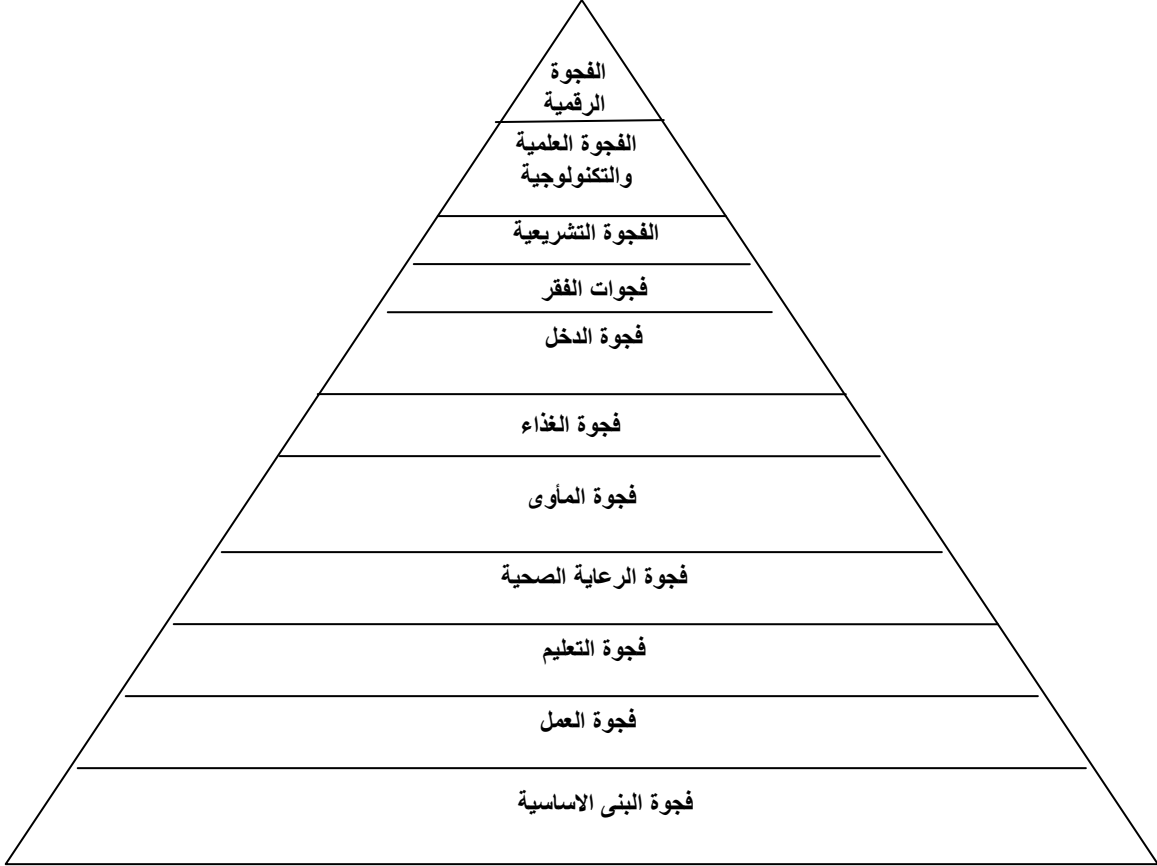 الفجوة
الرقمية
الفجوة العلمية
والتكنولوجية
الفجوة التشريعية
فجوات الفقر
فجوة الدخل
فجوة الغذاء
فجوة المأوى
فجوة الرعاية الصحية
فجوة التعليم
فجوة العمل
فجوة البنى الاساسية